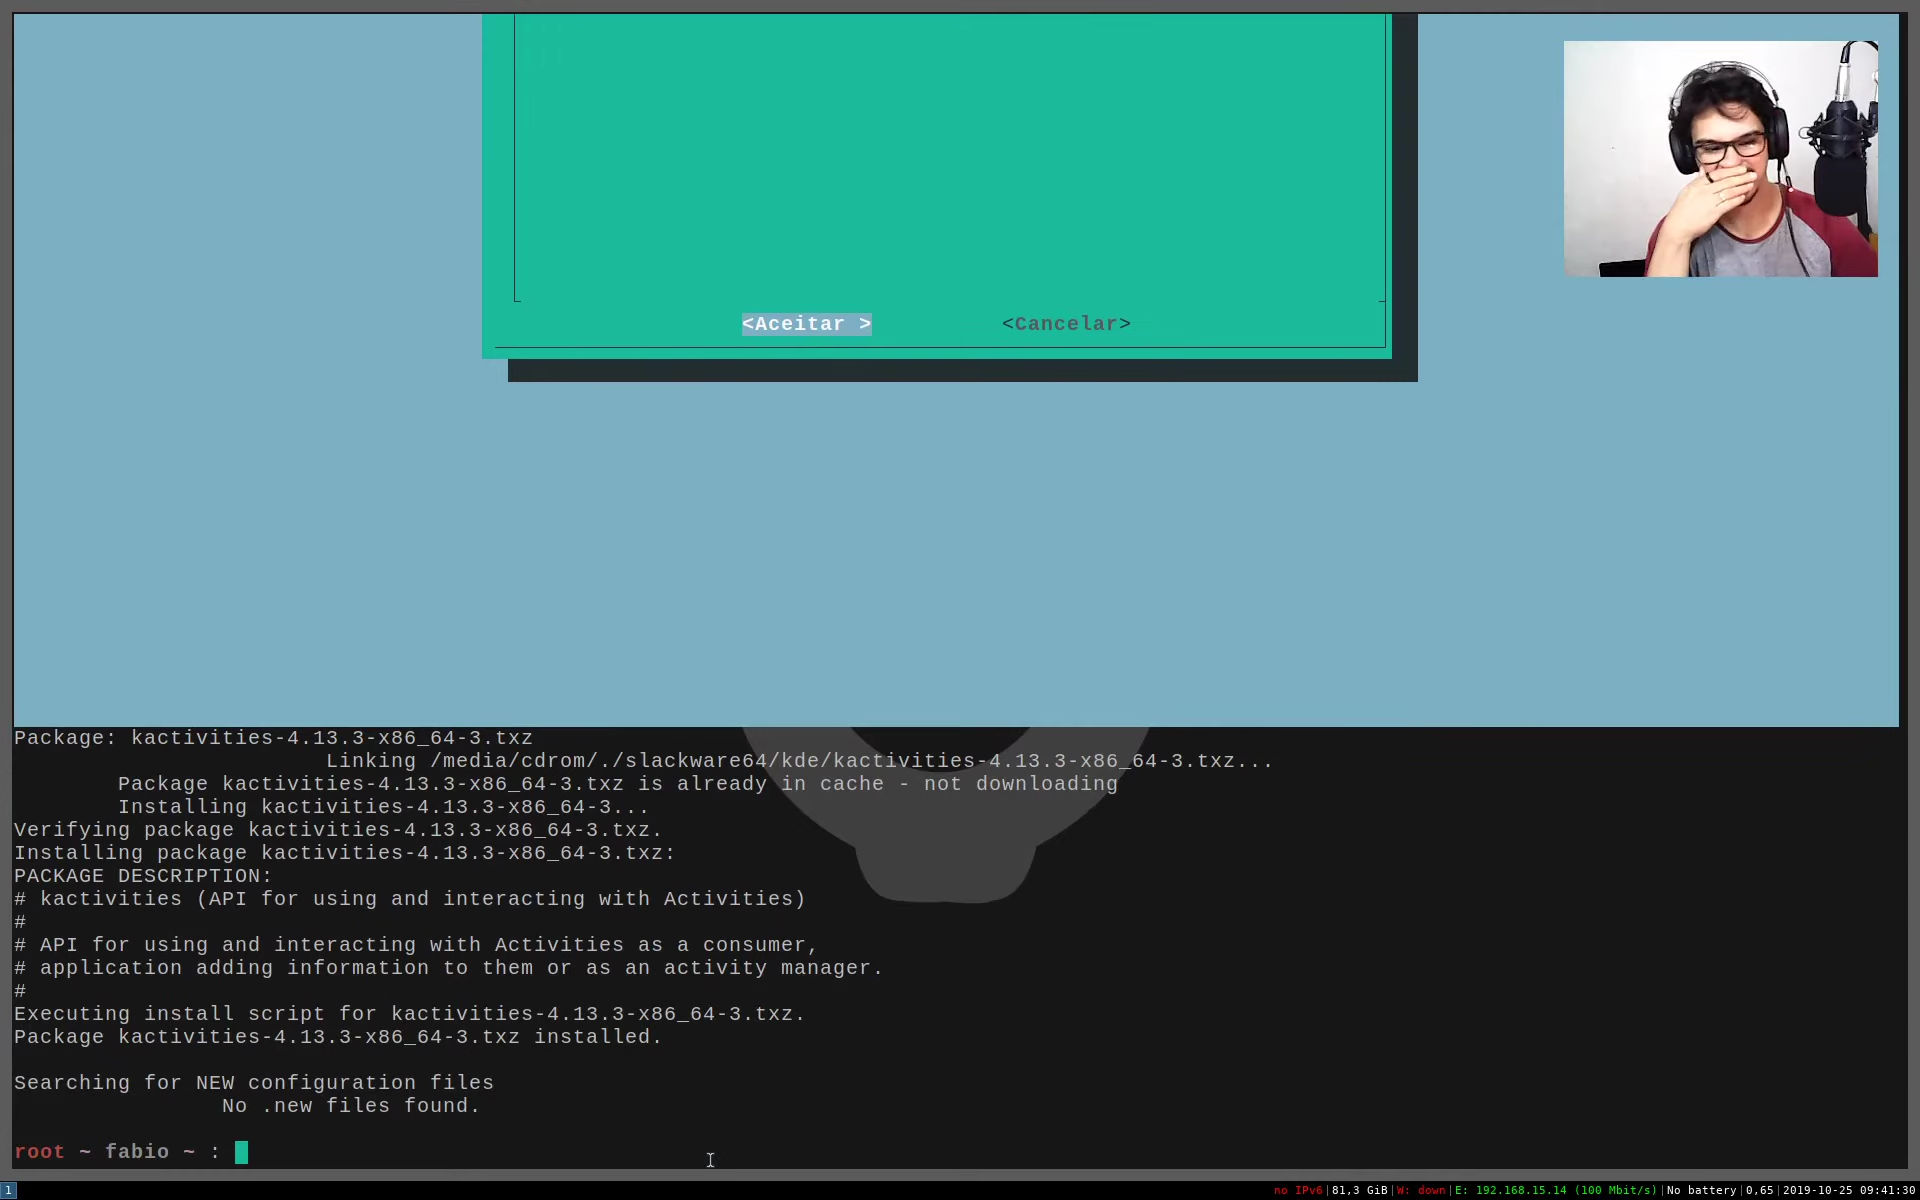 <Aceitar > <Cancelar>
Package: kactivities-4.13.3-x86_64-3.txz
Linking /media/cdrom/./slackware64/kde/kactivities-4.13.3-x86_64-3.txz...
Package kactivities-4.13.3-x86_64-3.txz is already in cache - not downloading
Installing kactivities-4.13.3-x86_64-3...
Verifying package kactivities-4.13.3-x86_64-3.txz.
Installing package kactivities-4.13.3-x86_64-3.txz:
PACKAGE DESCRIPTION:
# kactivities (API for using and interacting with Activities)
#
# API for using and interacting with Activities as a consumer,
# application adding information to them or as an activity manager.
#
Executing install script for kactivities-4.13.3-x86_64-3.txz.
Package kactivities-4.13.3-x86_64-3.txz installed.
Searching for NEW configuration files
No .new files found.
root ~ fabio ~ :
1 no IPv6|81,3 GiB|W: down|E: 192.168.15.14 (100 Mbit/s)|No battery|0,65|2019-10-25 09:41:30